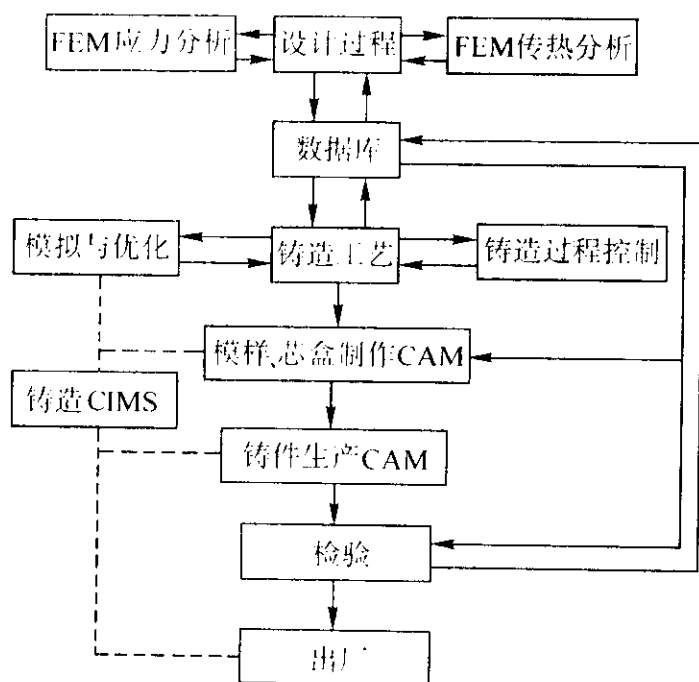 FEM应力分析
设计过程
FEM传热分析
数据库
模拟与优化
铸造工艺
铸造过程控制
模样、芯盒制作CAM
铸造CIMS
铸件生产CAM
检验
出厂